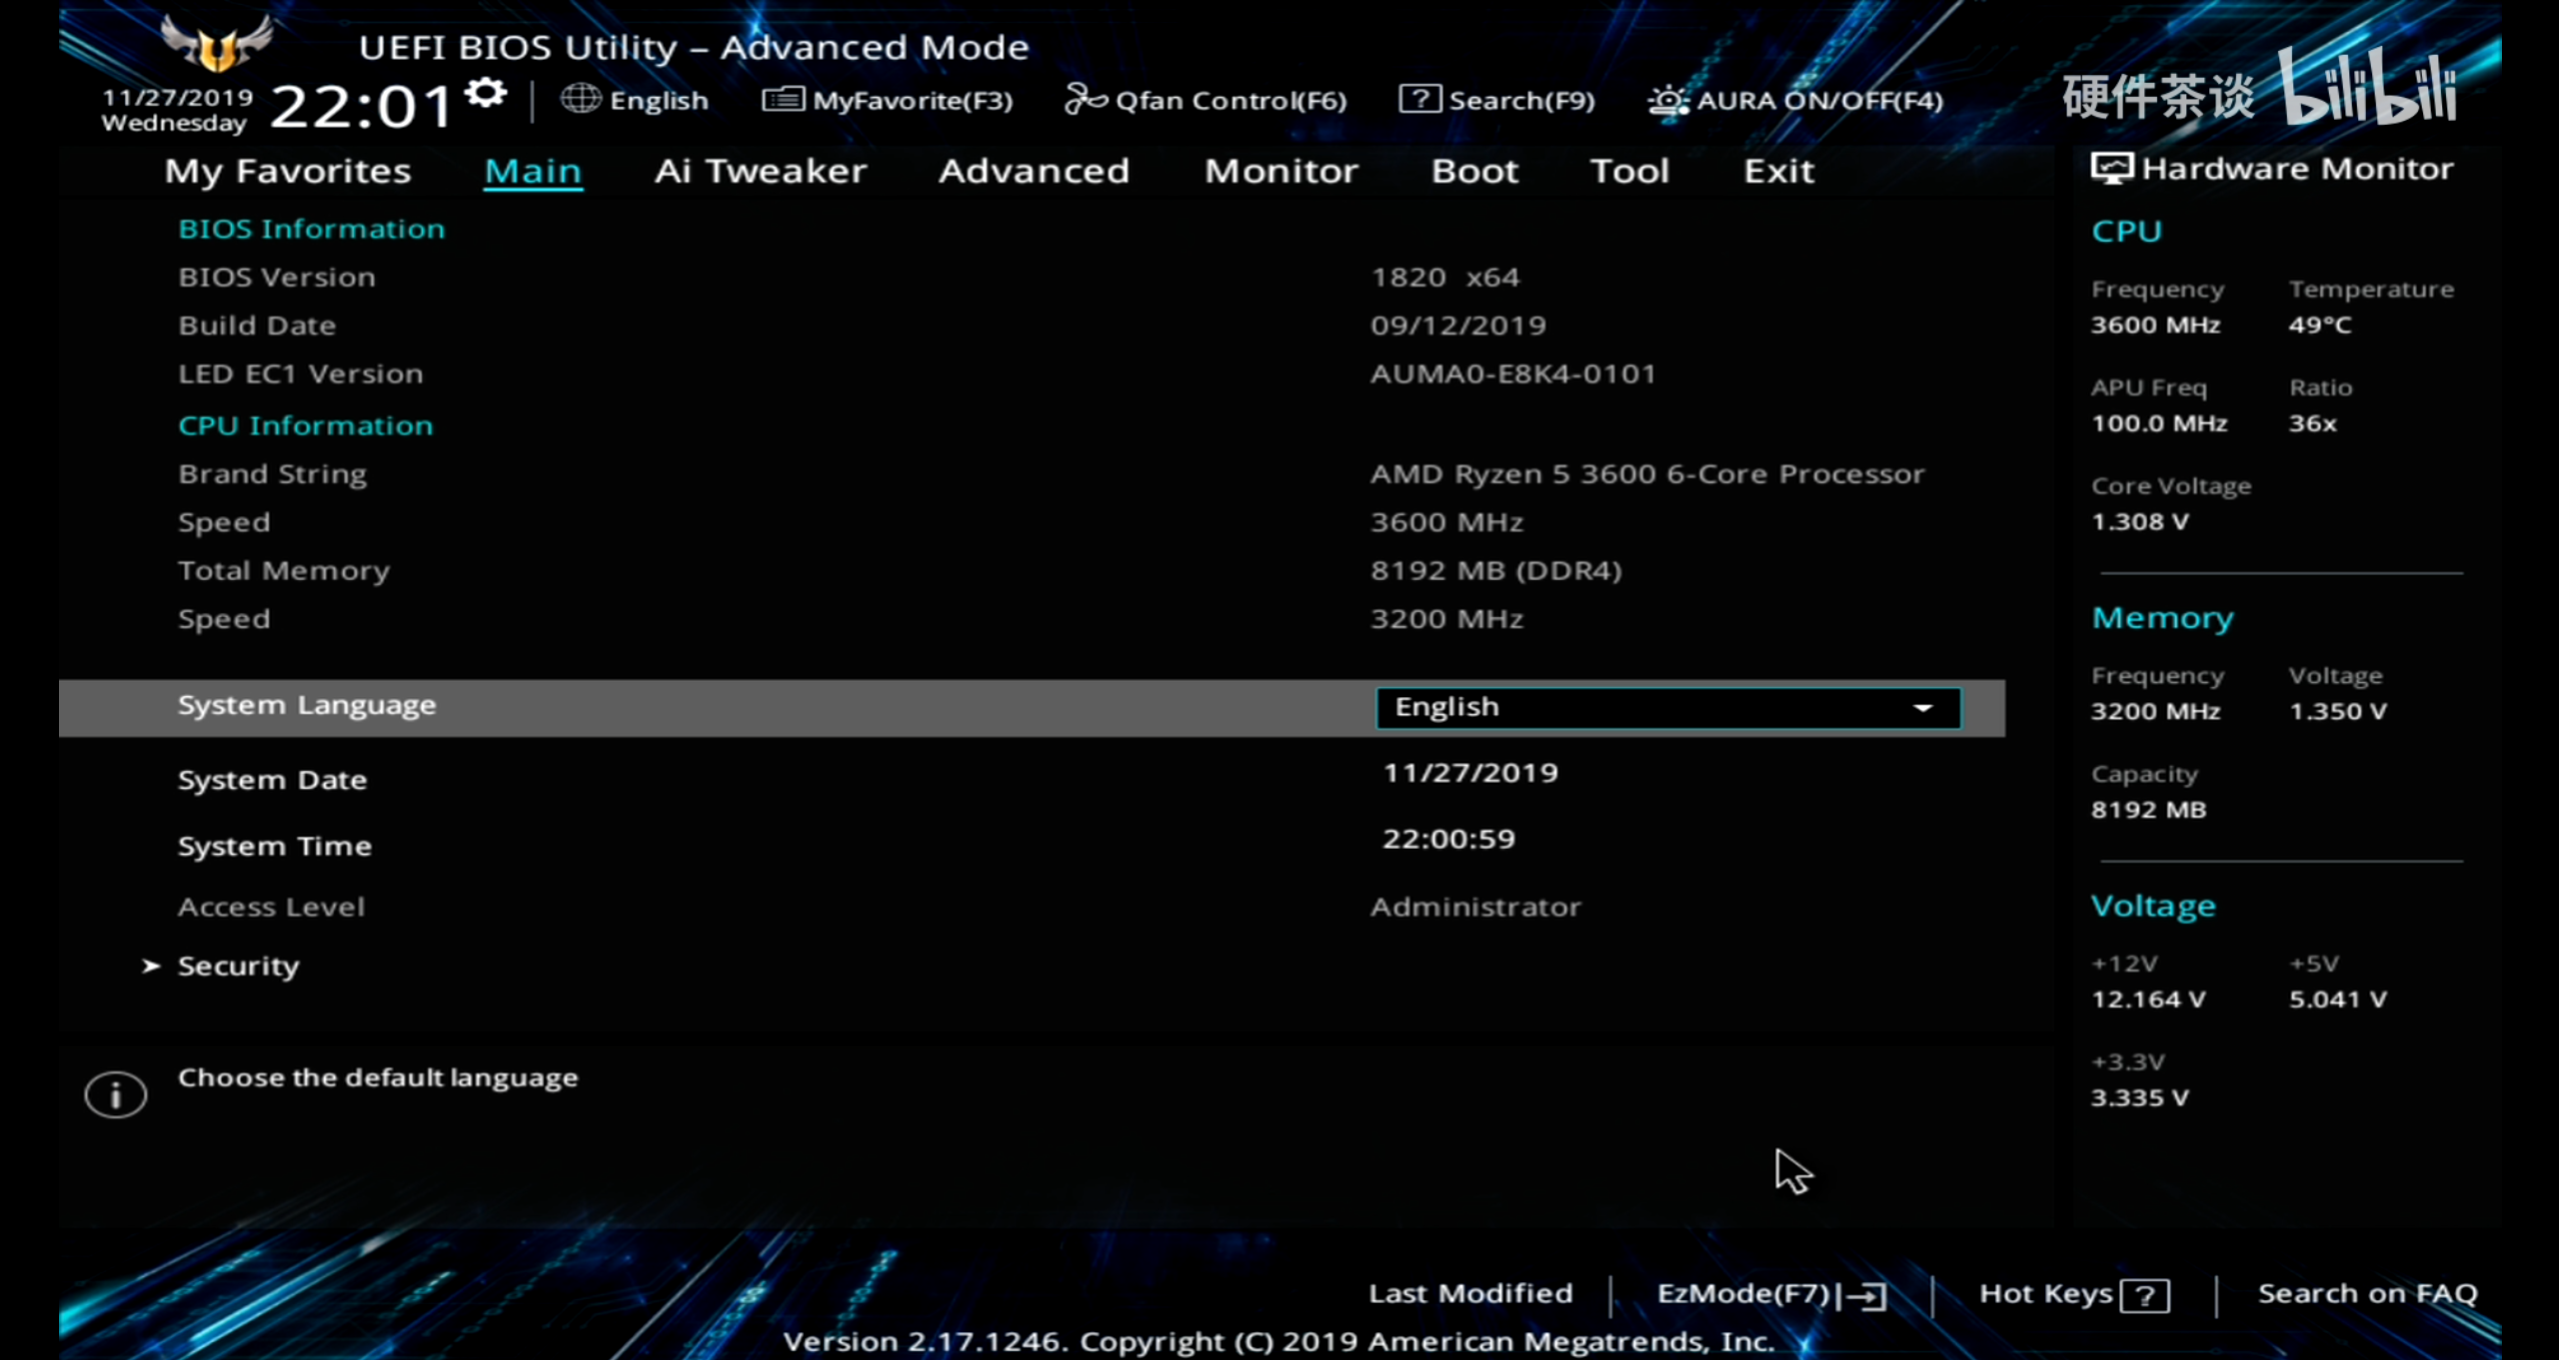 UEFI BIOS Utility – Advanced Mode
11/27/2019
Wednesday
22:01
English
MyFavorite(F3)
Qfan Control(F6)
? Search(F9)
AURA ON/OFF(F4)
硬件茶谈 bilibili
My Favorites Main Ai Tweaker Advanced Monitor Boot Tool Exit
BIOS Information
BIOS Version 1820 x64
Build Date 09/12/2019
LED EC1 Version AUMA0-E8K4-0101
CPU Information
Brand String AMD Ryzen 5 3600 6-Core Processor
Speed 3600 MHz
Total Memory 8192 MB (DDR4)
Speed 3200 MHz
System Language English
System Date 11/27/2019
System Time 22:00:59
Access Level Administrator
Security
i Choose the default language
Hardware Monitor
CPU
Frequency Temperature
3600 MHz 49°C
APU Freq Ratio
100.0 MHz 36x
Core Voltage
1.308 V
Memory
Frequency Voltage
3200 MHz 1.350 V
Capacity
8192 MB
Voltage
+12V +5V
12.164 V 5.041 V
+3.3V
3.335 V
Last Modified | EzMode(F7) | Hot Keys ? | Search on FAQ
Version 2.17.1246. Copyright (C) 2019 American Megatrends, Inc.